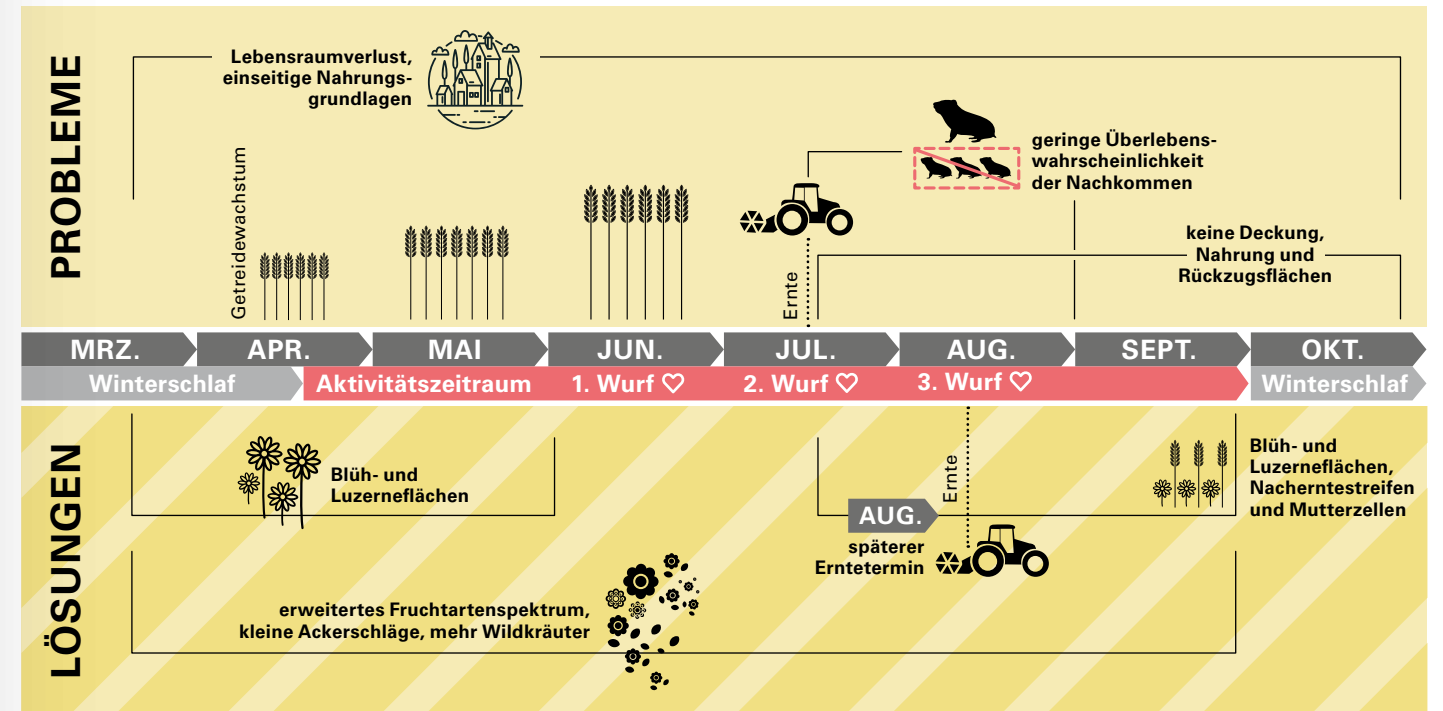 PROBLEME
Lebensraumverlust,
einseitige Nahrungs-
grundlagen
Getreidewachstum
geringe Überlebens-
wahrscheinlichkeit
der Nachkommen
Ernte
keine Deckung,
Nahrung und
Rückzugsflächen
MRZ. APR. MAI JUN. JUL. AUG. SEPT. OKT.
Winterschlaf Aktivitätszeitraum 1. Wurf ♡ 2. Wurf ♡ 3. Wurf ♡ Winterschlaf
LÖSUNGEN
Blüh- und
Luzerneflächen
Ernte
AUG.
späterer
Erntetermin
Blüh- und
Luzerneflächen,
Nacherntestreifen
und Mutterzellen
erweitertes Fruchtartenspektrum,
kleine Ackerschläge, mehr Wildkräuter